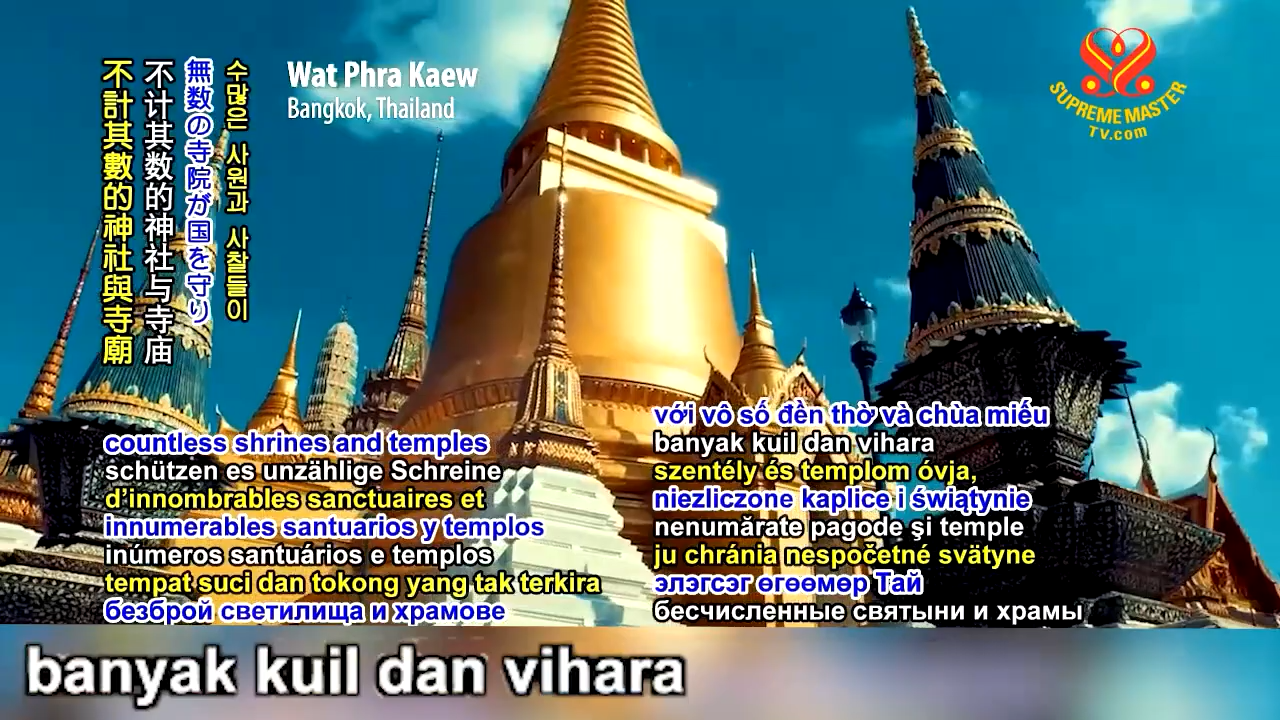 Wat Phra Kaew
Bangkok, Thailand
SUPREME MASTER
TV.com
不計其數的神社與寺廟
不计其数的神社与寺庙
無数の寺院が国を守り
수많은 사원과 사찰들이
countless shrines and temples
schützen es unzählige Schreine
d'innombrables sanctuaires et
innumerables santuarios y templos
inúmeros santuários e templos
tempat suci dan tokong yang tak terkira
безброй светилища и храмове
với vô số đền thờ và chùa miếu
banyak kuil dan vihara
szentély és templom óvja,
niezliczone kaplice i świątynie
nenumărate pagode şi temple
ju chránia nespočetné svätyne
элэгсэг өгөөмөр Тай
бесчисленные святыни и храмы
banyak kuil dan vihara